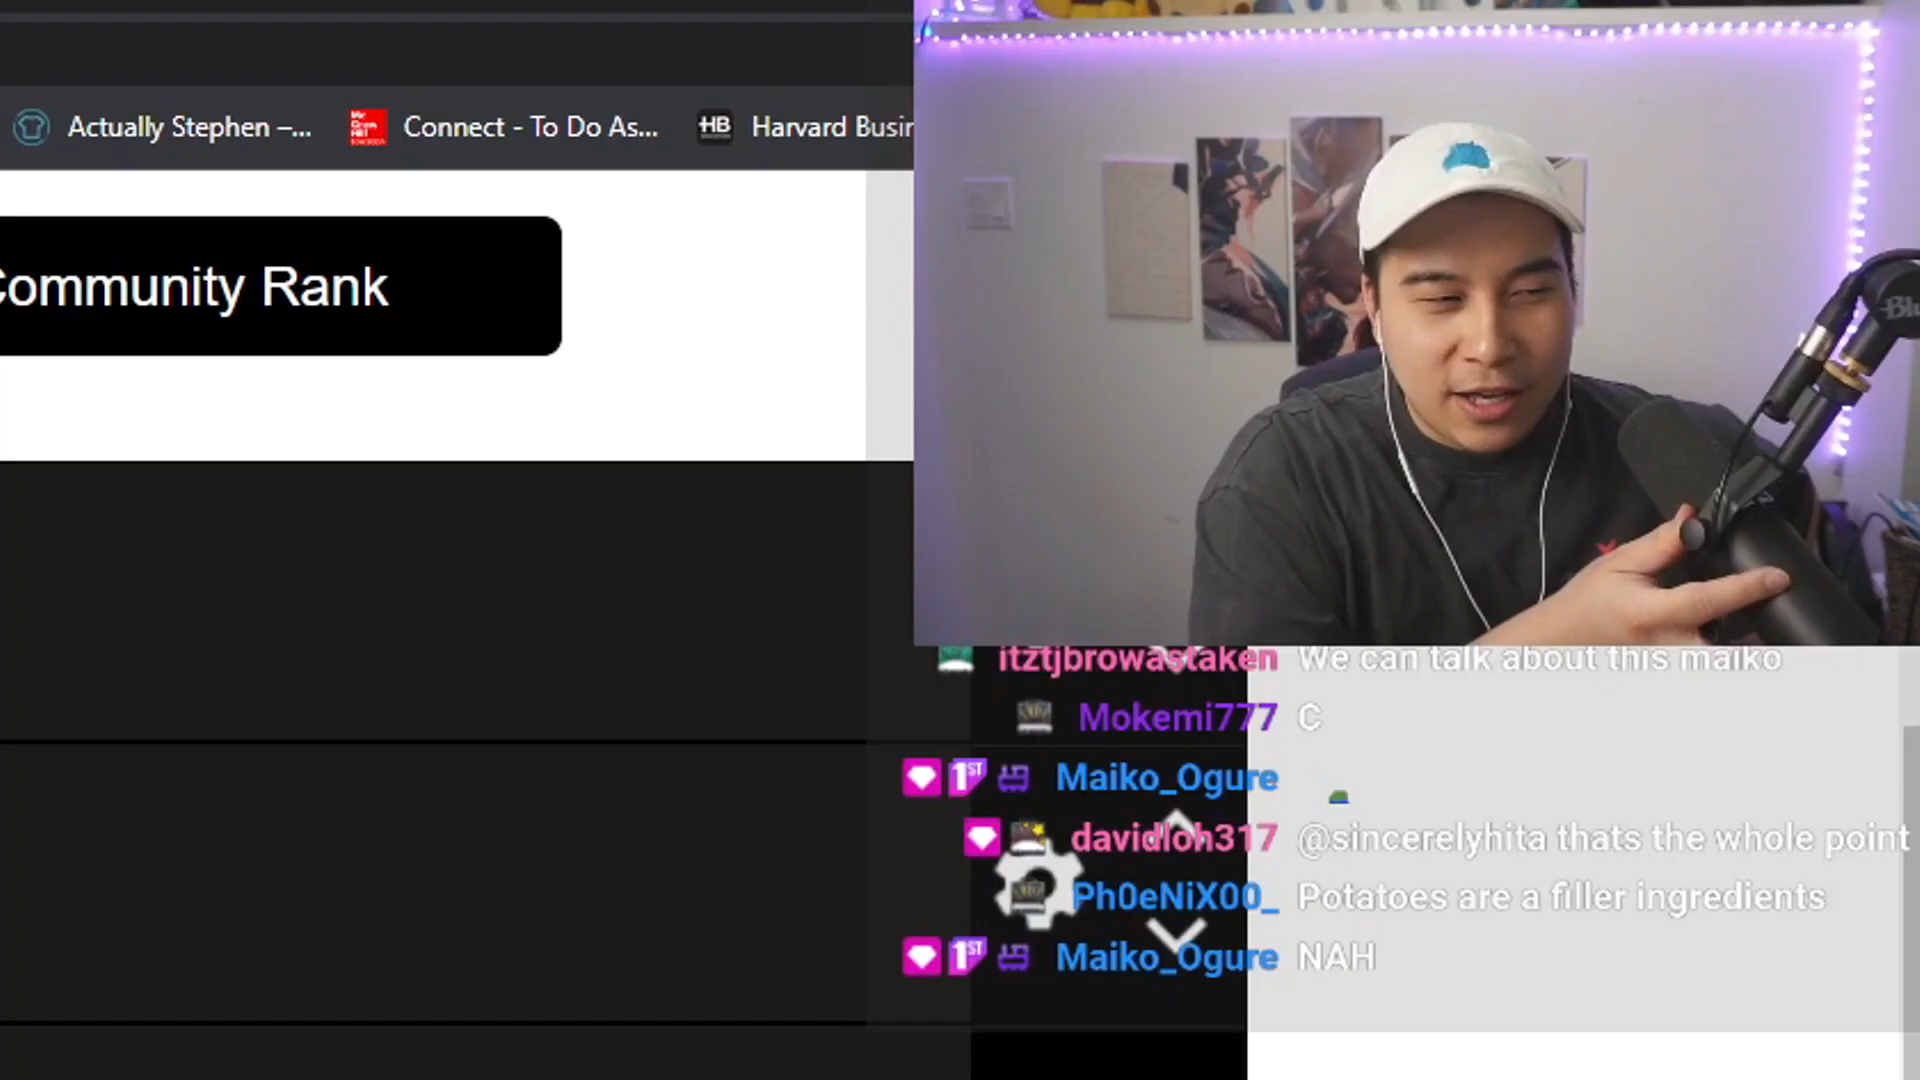 Actually Stephen –...
Connect - To Do As...
HB
Harvard Busir
Community Rank
Blu
itztjbrowastaken We can talk about this maiko
Mokemi777 C
1ST Maiko_Ogure
davidloh317 @sincerelyhita thats the whole point
Ph0eNiX00_ Potatoes are a filler ingredients
1ST Maiko_Ogure NAH